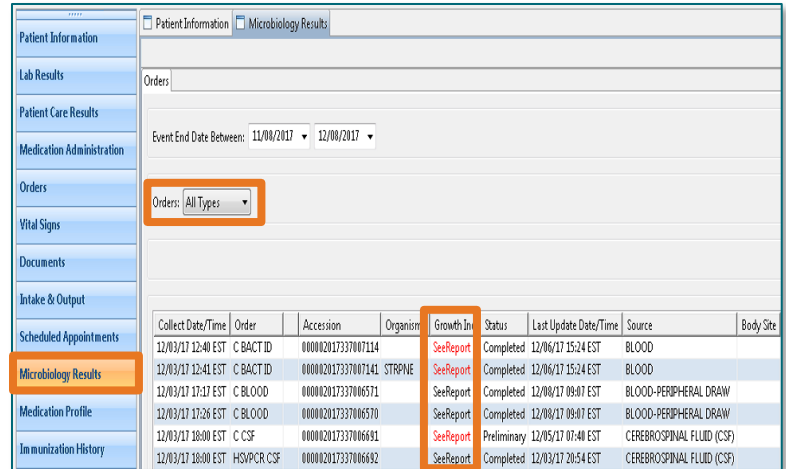 Patient Information Microbiology Results
Patient Information
Lab Results
Patient Care Results
Medication Administration
Orders
Vital Signs
Documents
Intake & Output
Scheduled Appointments
Microbiology Results
Medication Profile
Immunization History
Orders
Event End Date Between: 11/08/2017 12/08/2017
Orders: All Types
Collect Date/Time Order Accession Organism Growth Ind Status Last Update Date/Time Source Body Site
12/03/17 12:40 EST C BACT ID 000002017337007114 SeeReport Completed 12/06/17 15:24 EST BLOOD
12/03/17 12:41 EST C BACT ID 000002017337007141 STRPNE SeeReport Completed 12/06/17 15:24 EST BLOOD
12/03/17 17:17 EST C BLOOD 000002017337006571 SeeReport Completed 12/08/17 09:07 EST BLOOD-PERIPHERAL DRAW
12/03/17 17:26 EST C BLOOD 000002017337006570 SeeReport Completed 12/08/17 09:07 EST BLOOD-PERIPHERAL DRAW
12/03/17 18:00 EST C CSF 000002017337006691 SeeReport Preliminary 12/05/17 07:40 EST CEREBROSPINAL FLUID (CSF)
12/03/17 18:00 EST HSVPCR CSF 000002017337006692 SeeReport Completed 12/03/17 20:54 EST CEREBROSPINAL FLUID (CSF)